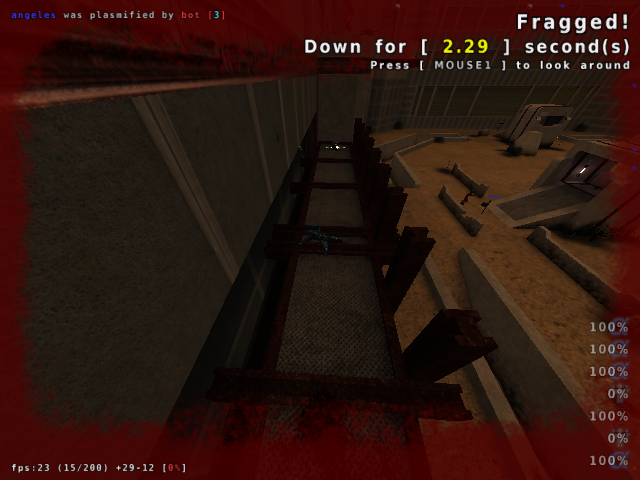 angeles was plasmified by bot [3]
Fragged!
Down for [ 2.29 ] second(s)
Press [ MOUSE1 ] to look around
100%
100%
100%
0%
100%
0%
100%
fps:23 (15/200) +29-12 [0%]